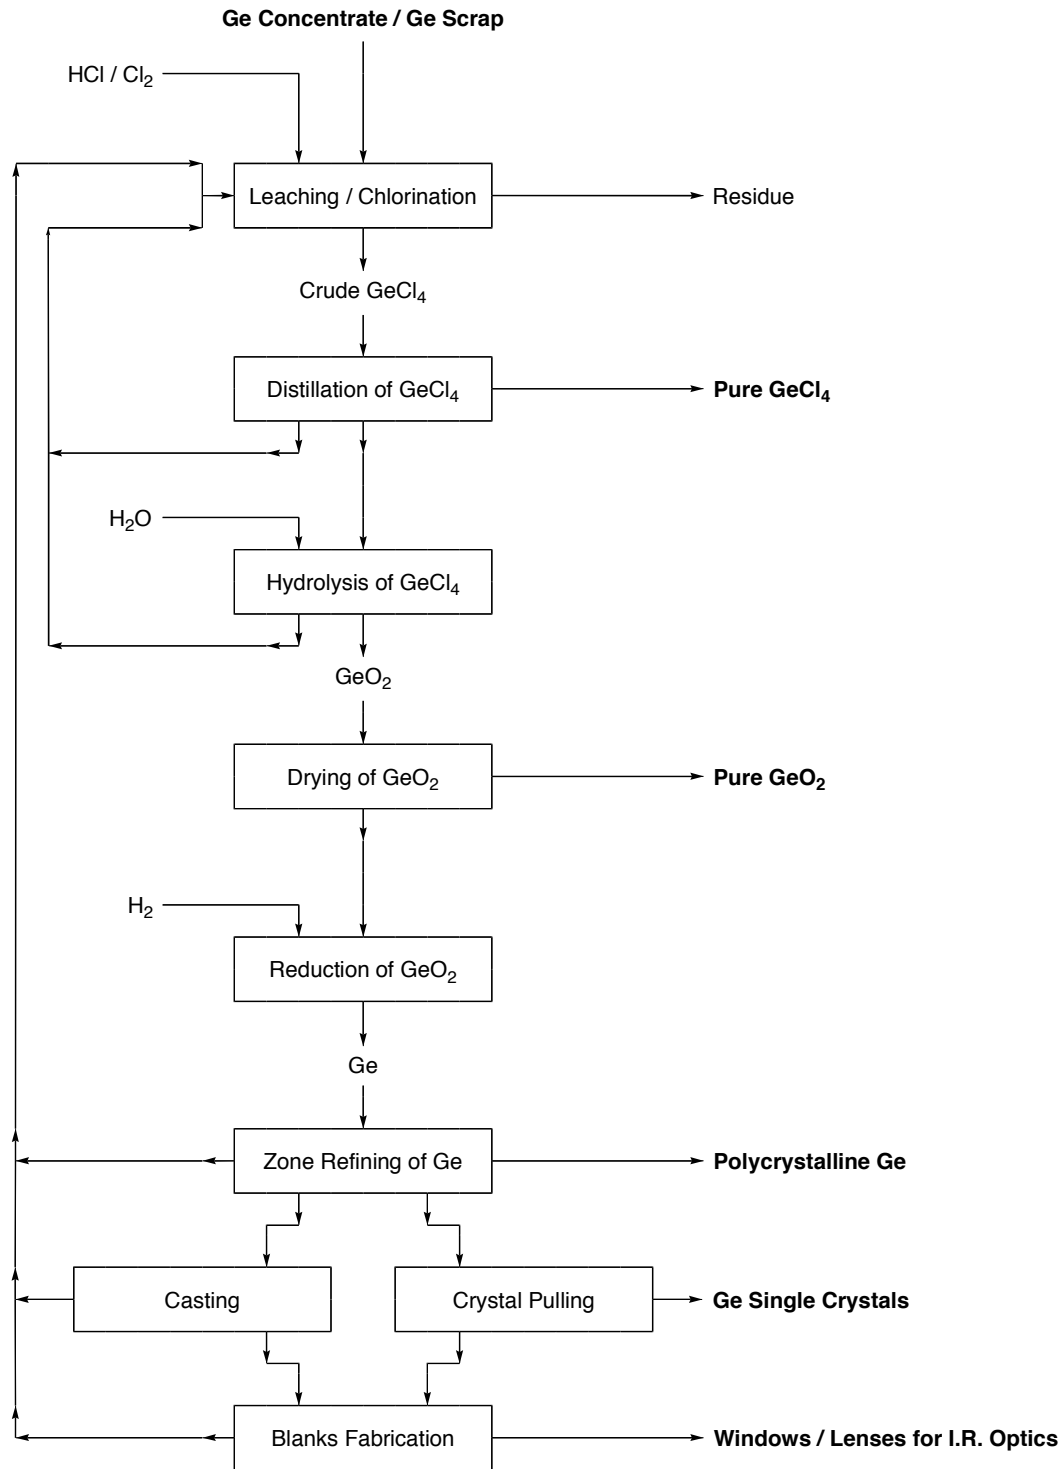 Ge Concentrate / Ge Scrap
HCl / Cl₂
Leaching / Chlorination
Residue
Crude GeCl₄
Distillation of GeCl₄
Pure GeCl₄
H₂O
Hydrolysis of GeCl₄
GeO₂
Drying of GeO₂
Pure GeO₂
H₂
Reduction of GeO₂
Ge
Zone Refining of Ge
Polycrystalline Ge
Casting
Crystal Pulling
Ge Single Crystals
Blanks Fabrication
Windows / Lenses for I.R. Optics